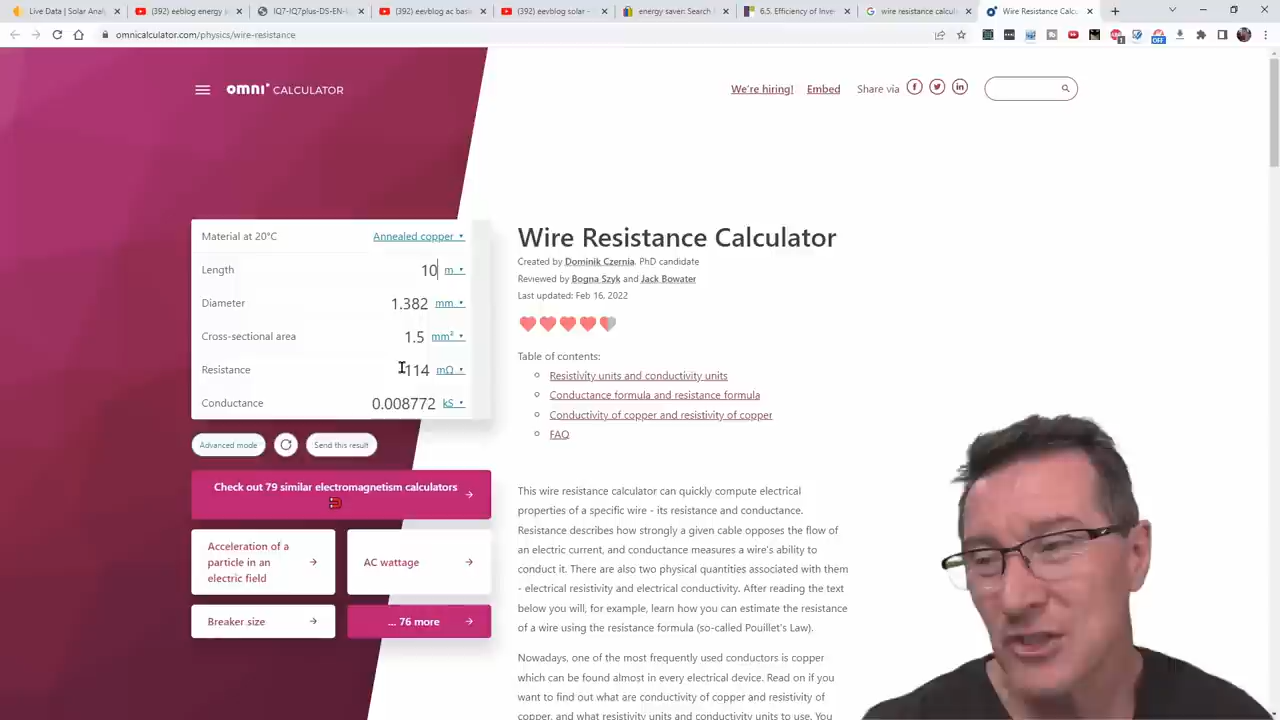 Live Dashboard | Solar Analy
(392) eeblog energy
IQ7-IQ7plus-DS-EN-
(392) eevblog ac basic
(392) eevblog solar -
energy saver: Search
6.5. Efficiency of Inver
wire resistance calcula
Wire Resistance Calcu
omnicalculator.com/physics/wire-resistance
omni CALCULATOR
We're hiring!
Embed
Share via
Material at 20°C
Annealed copper
Length
10 m
Diameter
1.382 mm
Cross-sectional area
1.5 mm²
Resistance
114 mΩ
Conductance
0.008772 kS
Advanced mode
Send this result
Check out 79 similar electromagnetism calculators
Acceleration of a
particle in an
electric field
AC wattage
Breaker size
... 76 more
Wire Resistance Calculator
Created by Dominik Czernia, PhD candidate
Reviewed by Bogna Szyk and Jack Bowater
Last updated: Feb 16, 2022
Table of contents:
Resistivity units and conductivity units
Conductance formula and resistance formula
Conductivity of copper and resistivity of copper
FAQ
This wire resistance calculator can quickly compute electrical
properties of a specific wire - its resistance and conductance.
Resistance describes how strongly a given cable opposes the flow of
an electric current, and conductance measures a wire's ability to
conduct it. There are also two physical quantities associated with them
- electrical resistivity and electrical conductivity. After reading the text
below you will, for example, learn how you can estimate the resistance
of a wire using the resistance formula (so-called Pouillet's Law).
Nowadays, one of the most frequently used conductors is copper
which can be found almost in every electrical device. Read on if you
want to find out what are conductivity of copper and resistivity of
copper, and what resistivity units and conductivity units to use. You